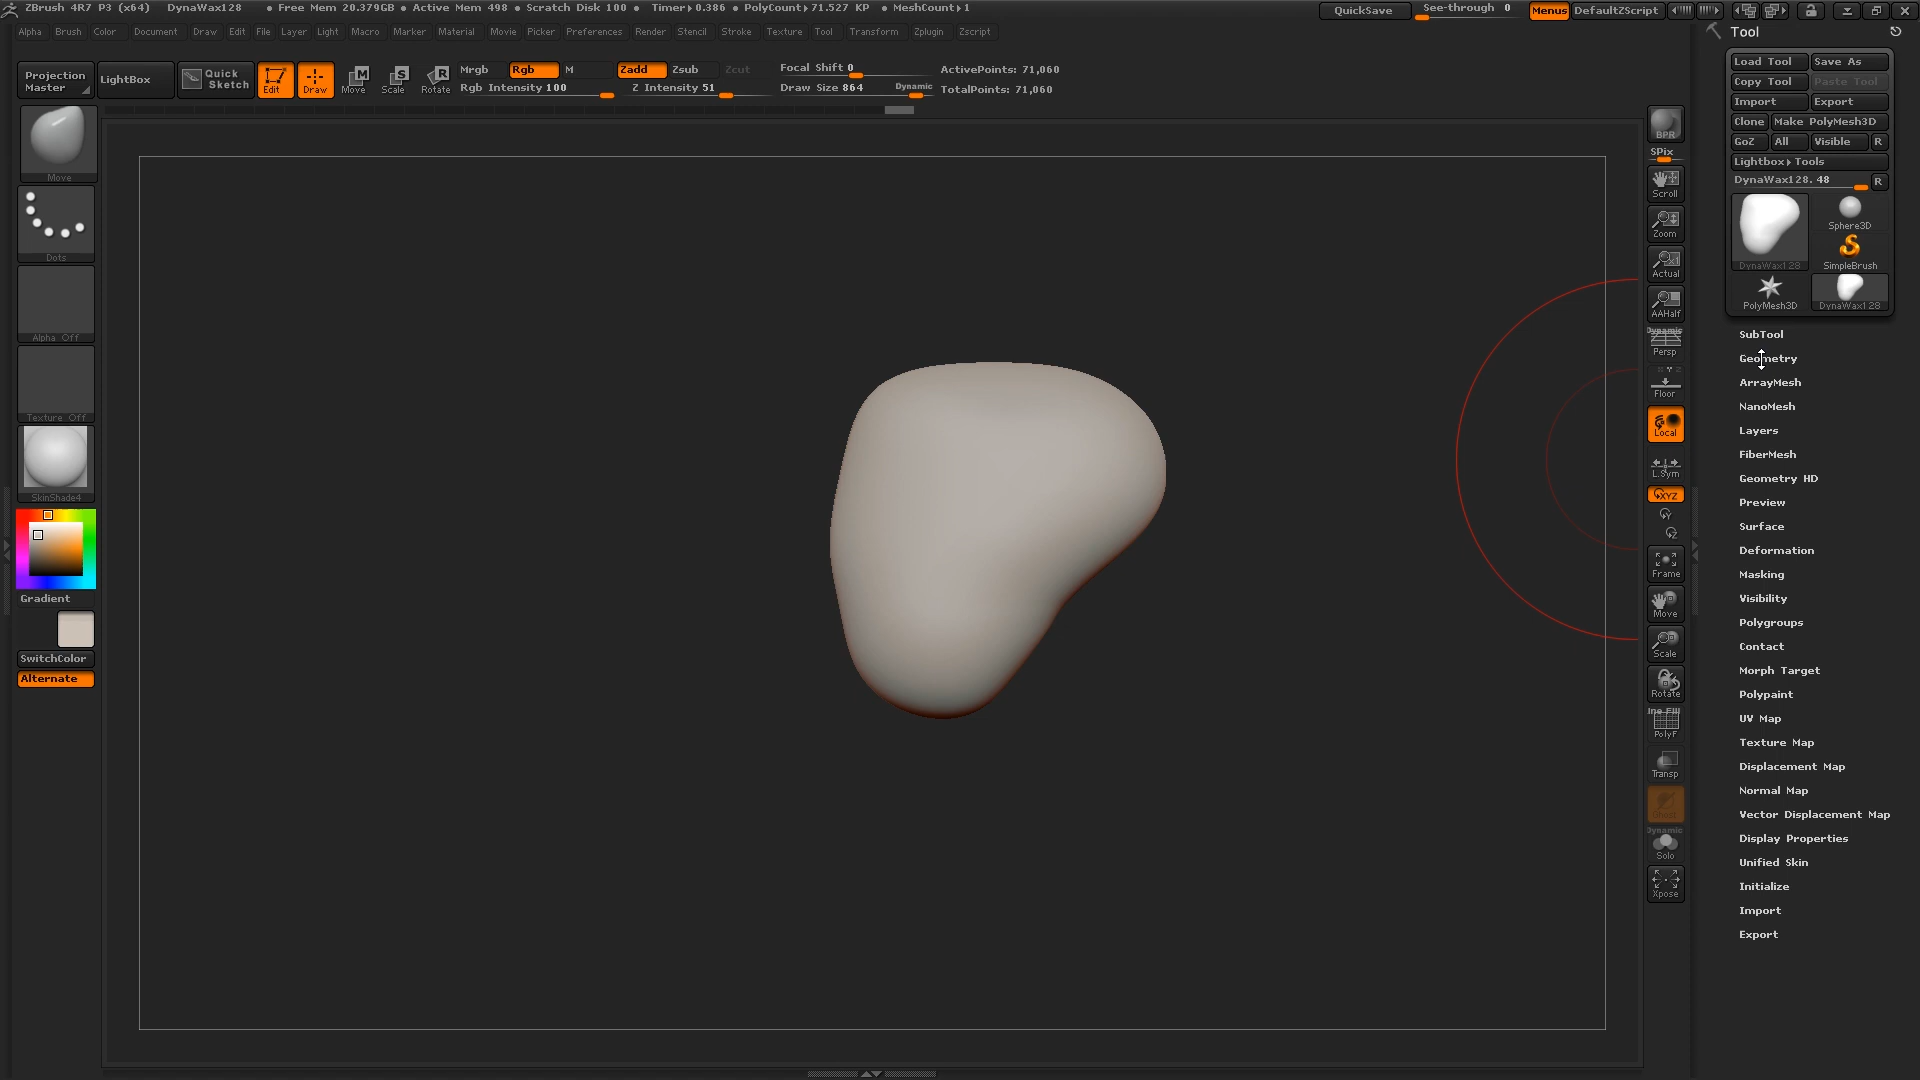 ZBrush 4R7 P3 (x64) DynaWax128 • Free Mem 20.379GB • Active Mem 498 • Scratch Disk 100 • Timer▸0.386 • PolyCount▸71.527 KP • MeshCount▸1
QuickSave See-through 0 Menus DefaultZScript
Alpha Brush Color Document Draw Edit File Layer Light Macro Marker Material Movie Picker Preferences Render Stencil Stroke Texture Tool Transform Zplugin Zscript
Projection Master
LightBox
Quick Sketch
Edit
Draw
Move
Scale
Rotate
Mrgb Rgb M
Rgb Intensity 100
Zadd Zsub Zcut
Z Intensity 51
Focal Shift 0
Draw Size 864 Dynamic
ActivePoints: 71,060
TotalPoints: 71,060
Move
Dots
Alpha Off
Texture Off
SkinShade4
Gradient
SwitchColor
Alternate
BPR
SPix
Scroll
Zoom
Actual
AAHalf
Dynamic
Persp
Floor
Local
L.Sym
XYZ
Y
Z
Frame
Move
Scale
Rotate
PolyF
Transp
Dynamic
Solo
Xpose
Tool
Load Tool Save As
Copy Tool Paste Tool
Import Export
Clone Make PolyMesh3D
GoZ All Visible R
Lightbox▸Tools
DynaWax128. 48 R
DynaWax128
Sphere3D
SimpleBrush
PolyMesh3D
DynaWax128
SubTool
Geometry
ArrayMesh
NanoMesh
Layers
FiberMesh
Geometry HD
Preview
Surface
Deformation
Masking
Visibility
Polygroups
Contact
Morph Target
Polypaint
UV Map
Texture Map
Displacement Map
Normal Map
Vector Displacement Map
Display Properties
Unified Skin
Initialize
Import
Export